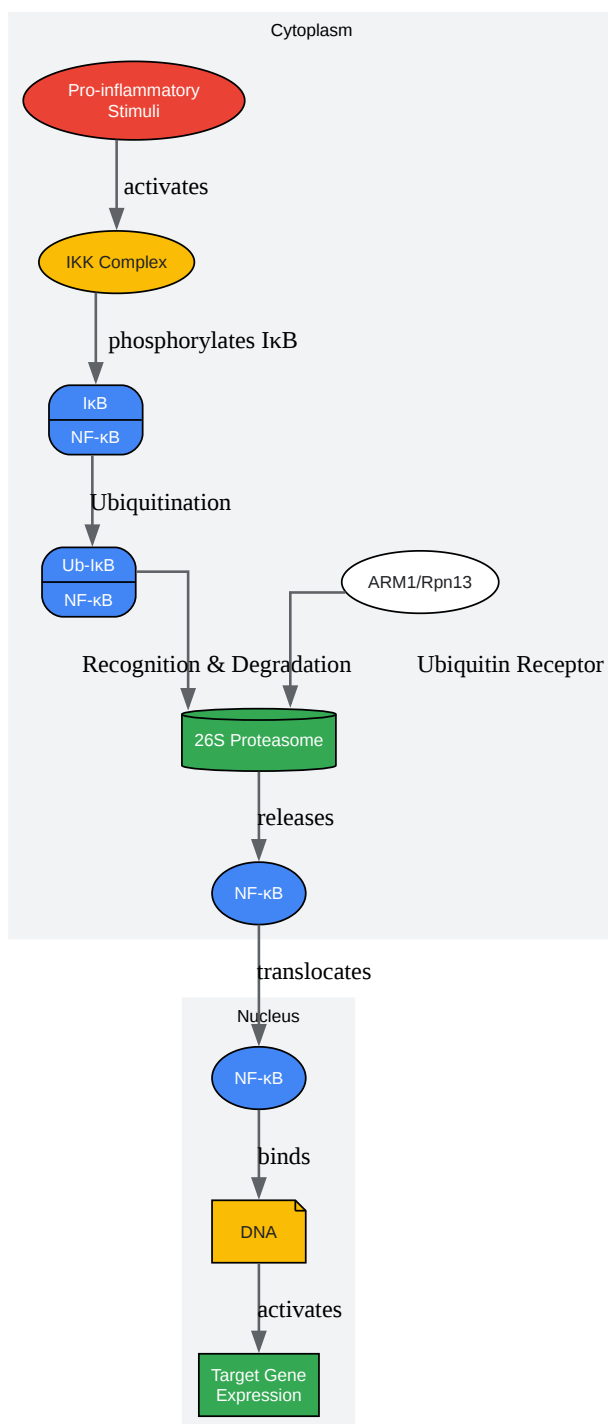 Cytoplasm
Pro-inflammatory
Stimuli
activates
IKK Complex
phosphorylates IκB
IκB
NF-κB
Ubiquitination
Ub-IκB
NF-κB
ARM1/Rpn13
Recognition & Degradation
Ubiquitin Receptor
26S Proteasome
releases
NF-κB
translocates
Nucleus
NF-κB
binds
DNA
activates
Target Gene
Expression